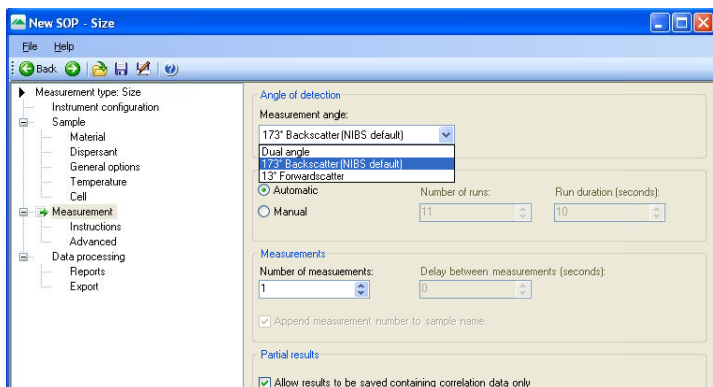 New SOP - Size
File Help
Back
Measurement type: Size
Instrument configuration
Sample
Material
Dispersant
General options
Temperature
Cell
Measurement
Instructions
Advanced
Data processing
Reports
Export
Angle of detection
Measurement angle:
173° Backscatter (NIBS default)
Dual angle
173° Backscatter (NIBS default)
13° Forwardscatter
Automatic
Manual
Number of runs:
Run duration (seconds):
11
10
Measurements
Number of measuements:
Delay between measurements (seconds):
1
0
Append measurement number to sample name.
Partial results
Allow results to be saved containing correlation data only